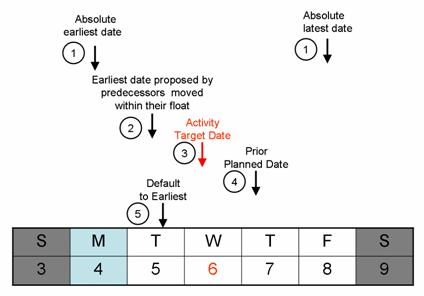 Absolute
earliest date
1
Absolute
latest date
1
Earliest date proposed by
predecessors moved
within their float
2
Activity
Target Date
3
Prior
Planned Date
4
Default
to Earliest
5
S M T W T F S
3 4 5 6 7 8 9